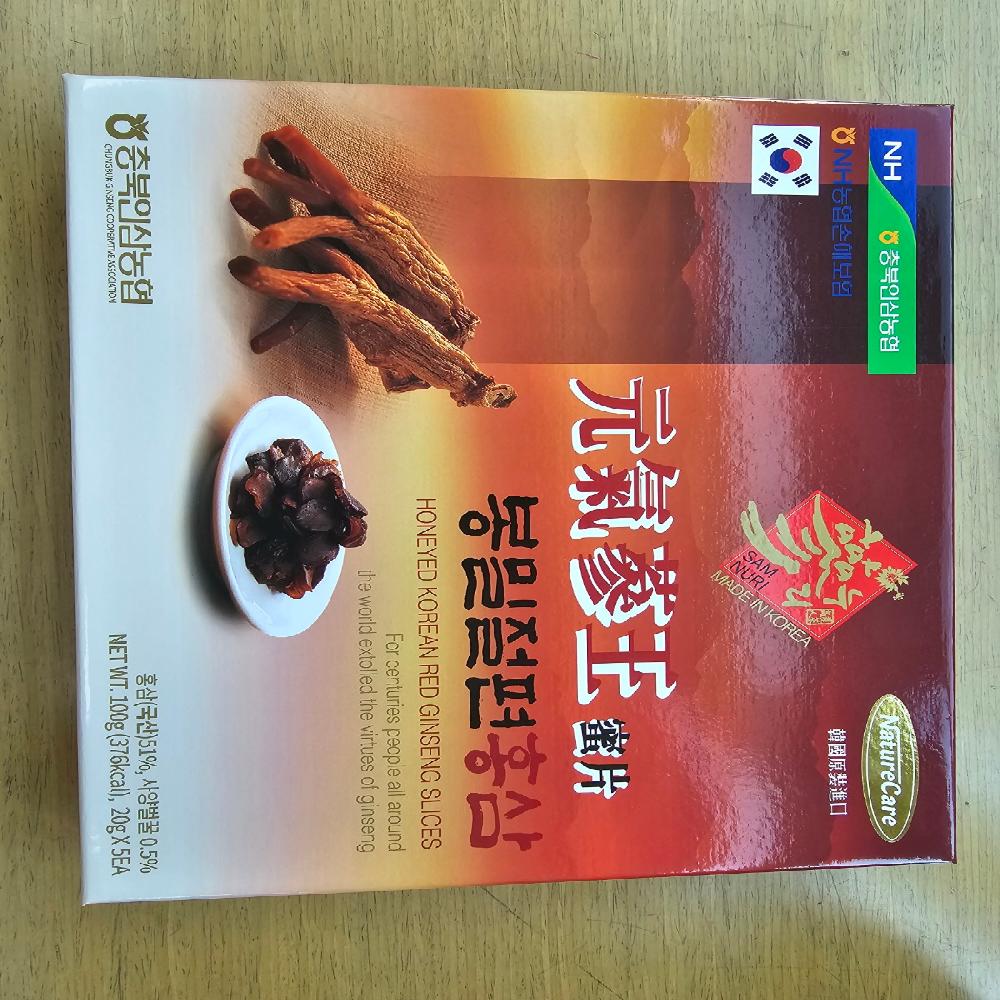 NH
충북인삼농협
NH농협손해보험
NatureCare
韓國原裝進口
SAM
NURI
MADE IN KOREA
元氣蔘王 蜜片
봉밀절편홍삼
HONEYED KOREAN RED GINSENG SLICES
For centuries people all around
the world extolled the virtues of ginseng
충북인삼농협
CHUNGBUK GINSENG COOPERATIVE ASSOCIATION
홍삼(국산)51%, 사양벌꿀 0.5%
NET WT. 100g (376kcal), 20g X 5EA